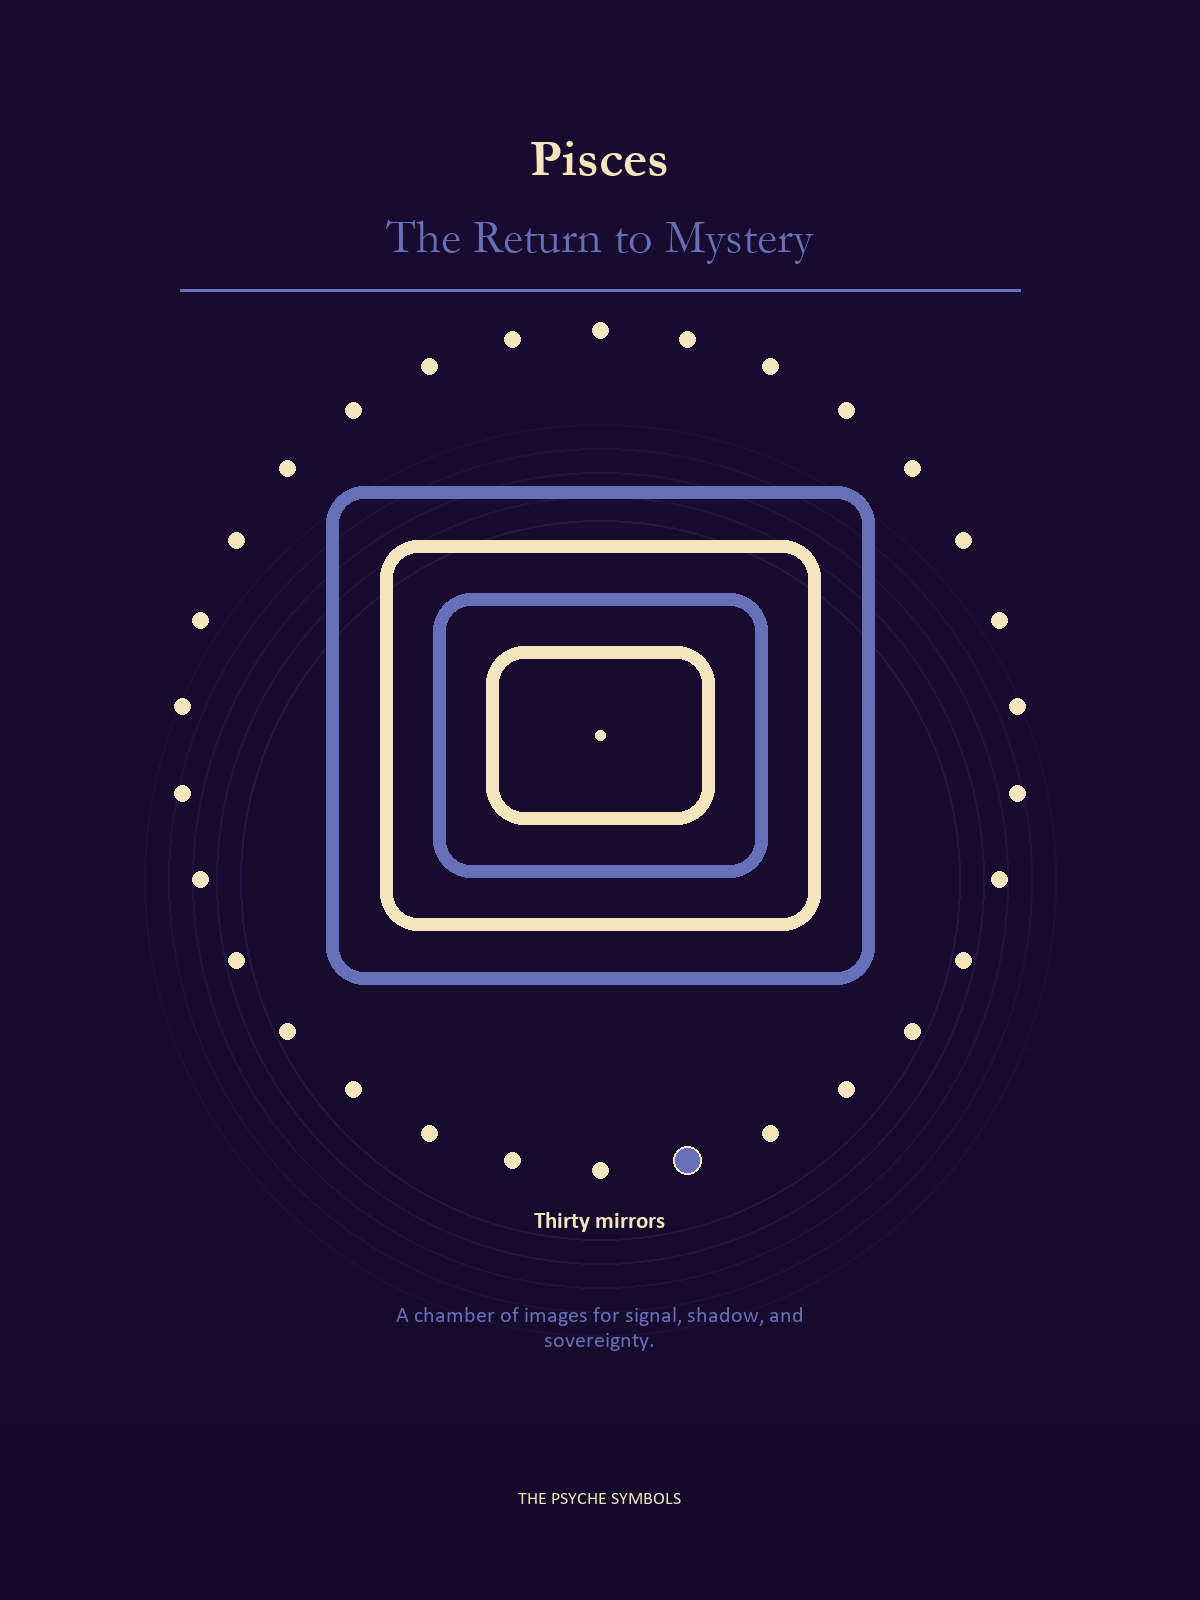 Pisces
The Return to Mystery
Thirty mirrors
A chamber of images for signal, shadow, and
sovereignty.
THE PSYCHE SYMBOLS